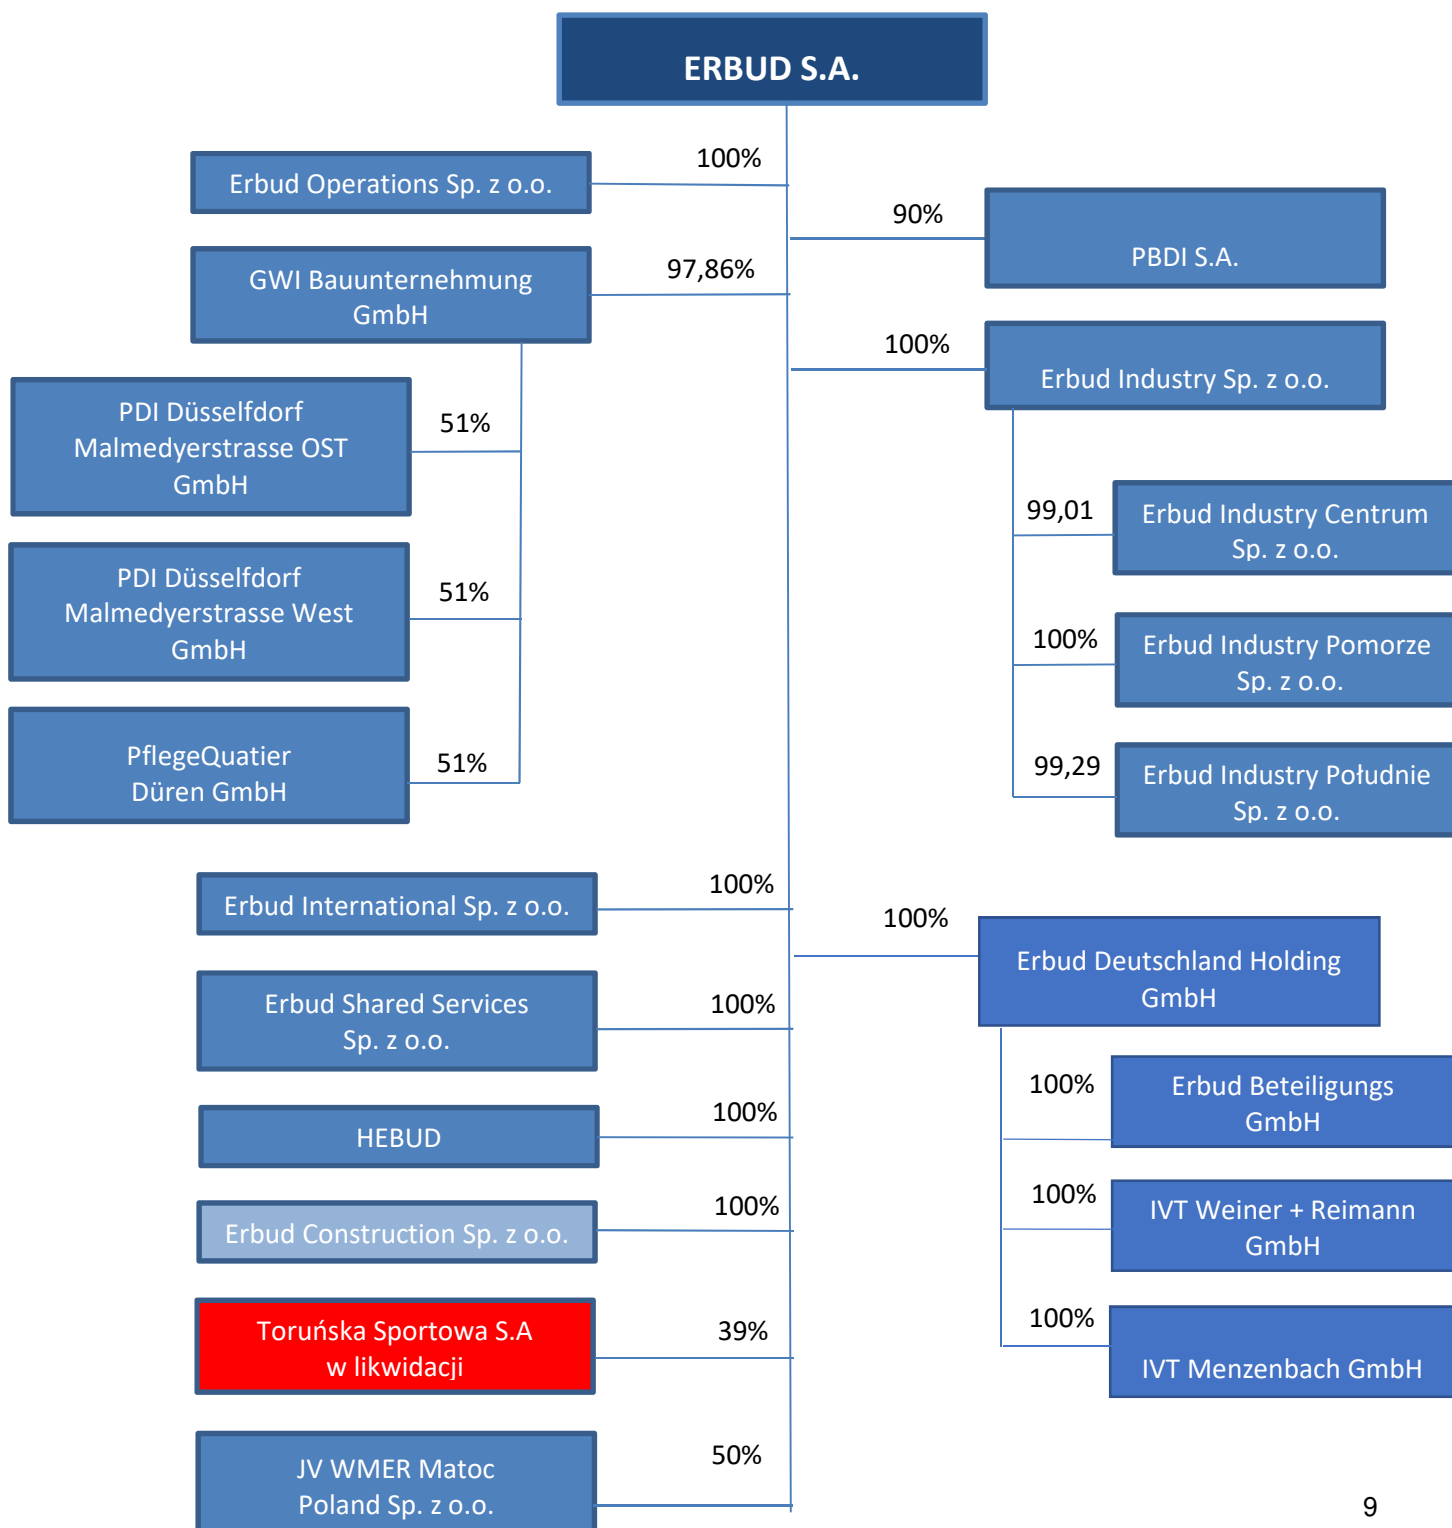 ERBUD S.A.
100%
Erbud Operations Sp. z o.o.
90%
PBDI S.A.
97,86%
GWI Bauunternehmung
GmbH
100%
Erbud Industry Sp. z o.o.
PDI Düsselfdorf
Malmedyerstrasse OST
GmbH
51%
99,01
Erbud Industry Centrum
Sp. z o.o.
PDI Düsselfdorf
Malmedyerstrasse West
GmbH
51%
100%
Erbud Industry Pomorze
Sp. z o.o.
PflegeQuatier
Düren GmbH
51%
99,29
Erbud Industry Południe
Sp. z o.o.
100%
Erbud International Sp. z o.o.
100%
Erbud Deutschland Holding
GmbH
Erbud Shared Services
Sp. z o.o.
100%
100%
Erbud Beteiligungs
GmbH
HEBUD
100%
100%
IVT Weiner + Reimann
GmbH
Erbud Construction Sp. z o.o.
100%
100%
IVT Menzenbach GmbH
Toruńska Sportowa S.A
w likwidacji
39%
50%
JV WMER Matoc
Poland Sp. z o.o.
9